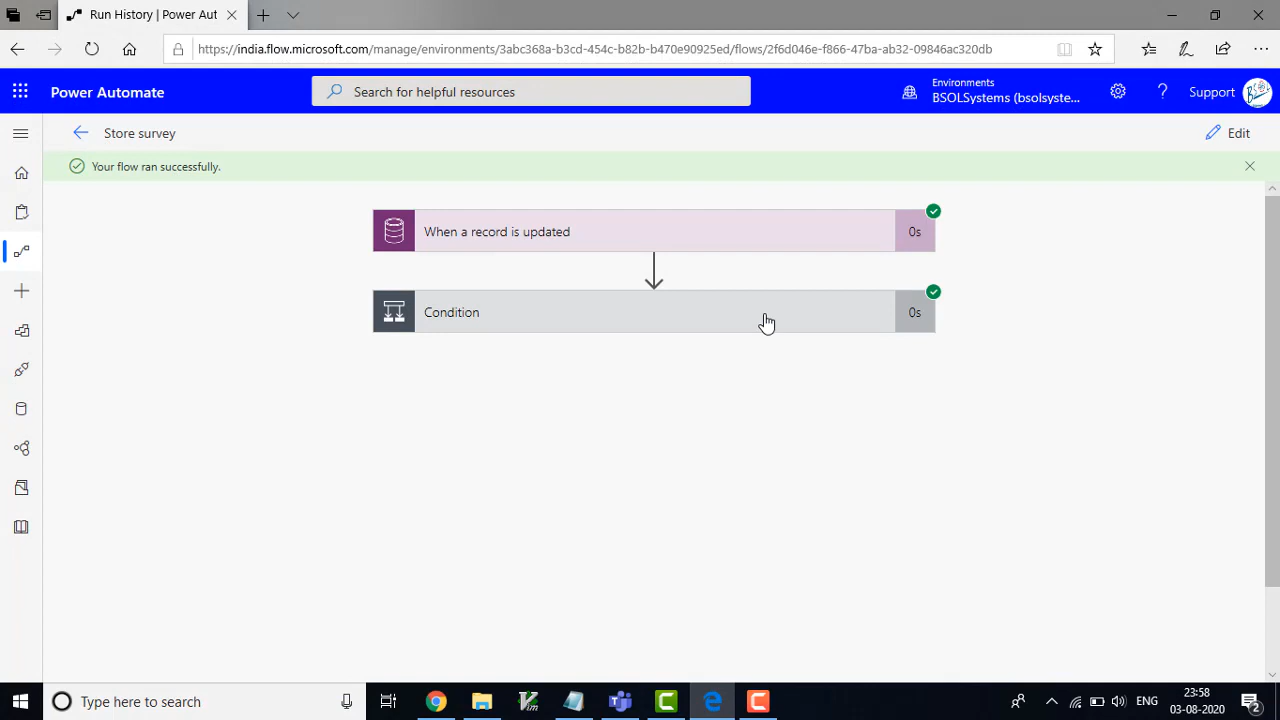 Run History | Power Aut
https://india.flow.microsoft.com/manage/environments/3abc368a-b3cd-454c-b82b-b470e90925ed/flows/2f6d046e-f866-47ba-ab32-09846ac320db
Power Automate
Search for helpful resources
Environments
BSOLSystems (bsolsyste...
Support
Store survey
Edit
Your flow ran successfully.
When a record is updated
0s
Condition
0s
Type here to search
ENG
23:58
03-08-2020
2